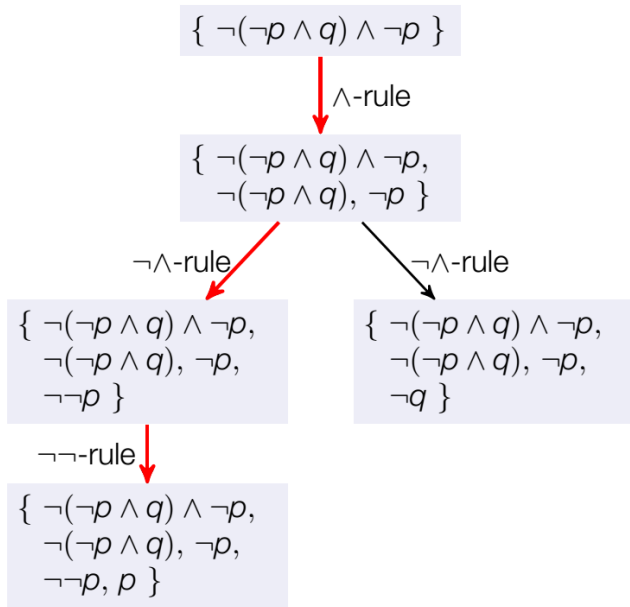 { ¬(¬p ∧ q) ∧ ¬p }
∧-rule
{ ¬(¬p ∧ q) ∧ ¬p,
¬(¬p ∧ q), ¬p }
¬∧-rule
¬∧-rule
{ ¬(¬p ∧ q) ∧ ¬p,
¬(¬p ∧ q), ¬p,
¬¬p }
{ ¬(¬p ∧ q) ∧ ¬p,
¬(¬p ∧ q), ¬p,
¬q }
¬¬-rule
{ ¬(¬p ∧ q) ∧ ¬p,
¬(¬p ∧ q), ¬p,
¬¬p, p }